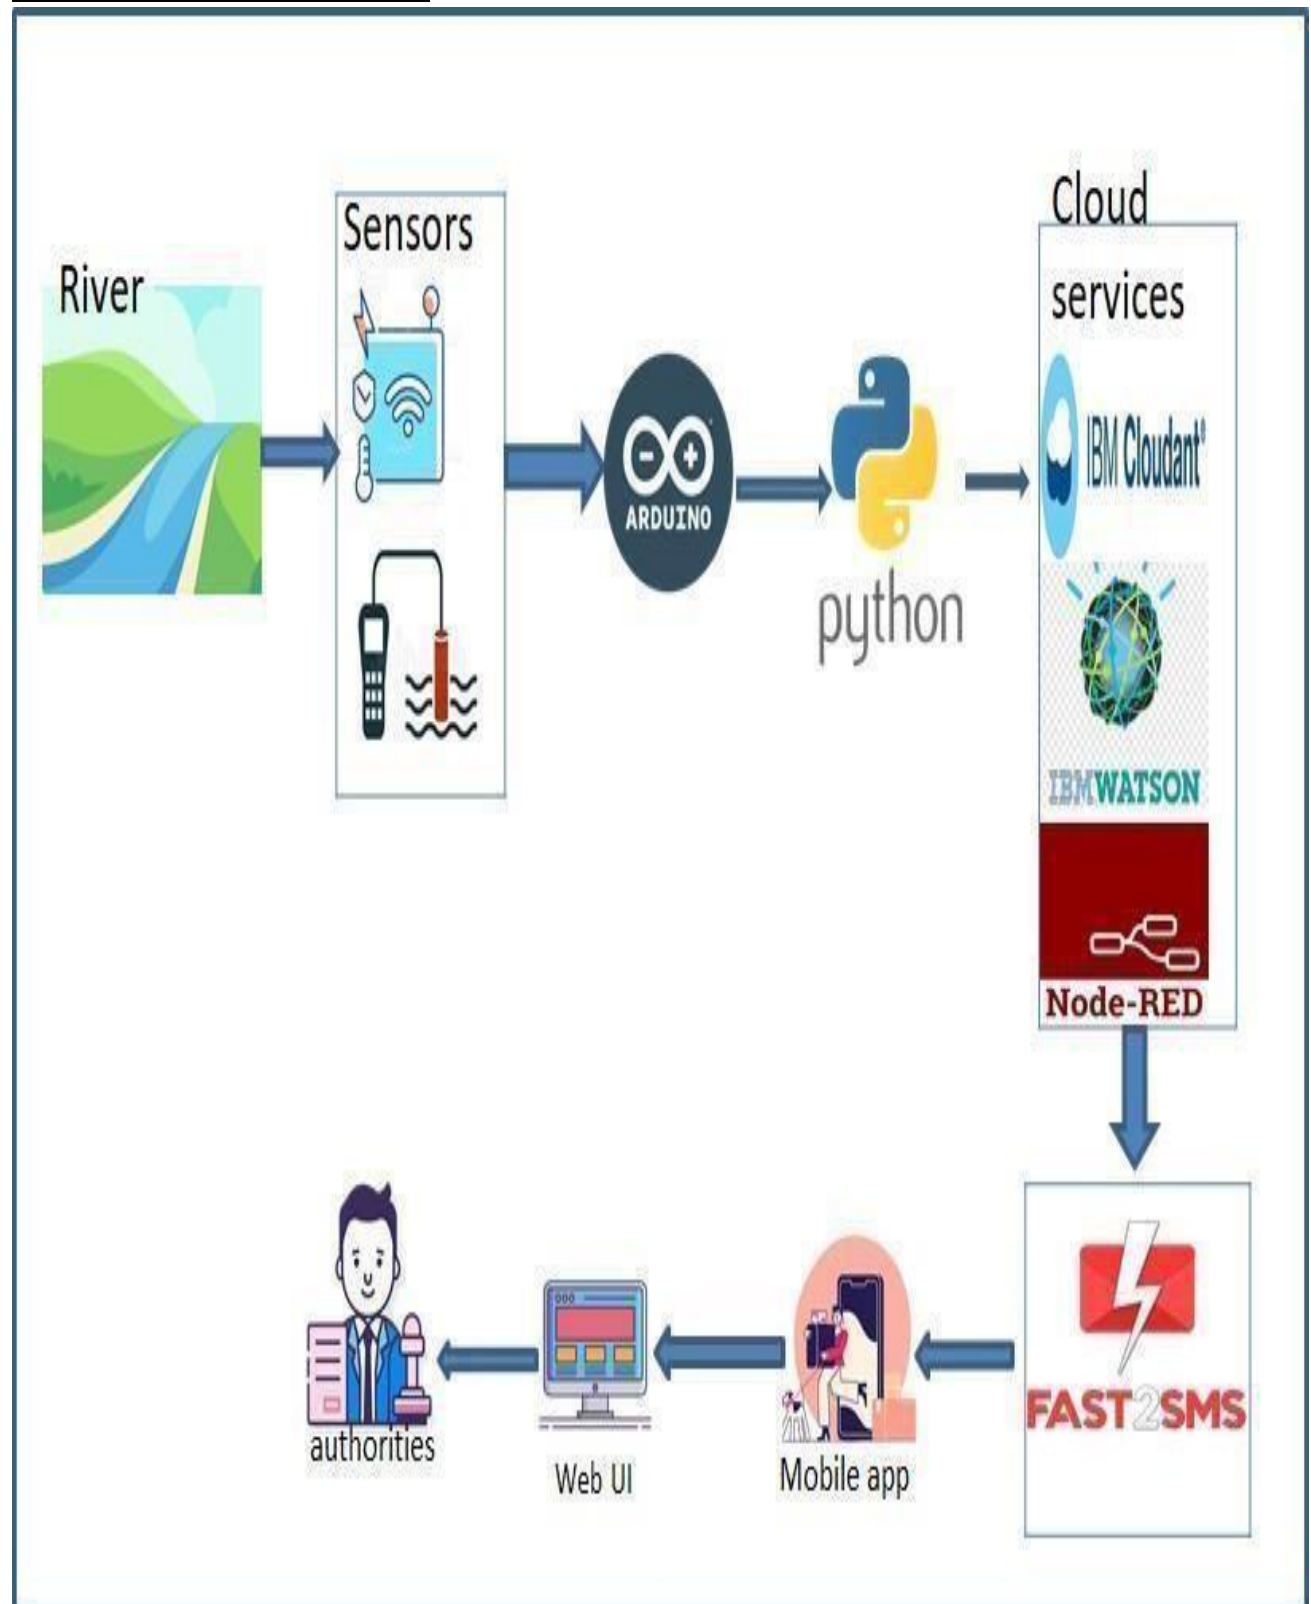 River
Sensors
ARDUINO
python
Cloud
services
IBM Cloudant®
IBM WATSON
Node-RED
FAST2SMS
Mobile app
Web UI
authorities